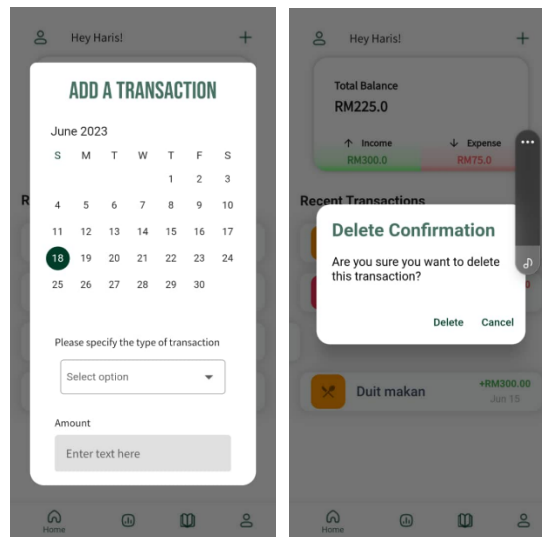 Hey Haris!
ADD A TRANSACTION
June 2023
S M T W T F S
1 2 3
4 5 6 7 8 9 10
11 12 13 14 15 16 17
18 19 20 21 22 23 24
25 26 27 28 29 30
Please specify the type of transaction
Select option
Amount
Enter text here
Home
Hey Haris!
Total Balance
RM225.0
Income
Expense
RM300.0
RM75.0
Recent Transactions
Delete Confirmation
Are you sure you want to delete
this transaction?
Delete Cancel
Duit makan
+RM300.00
Jun 15
Home